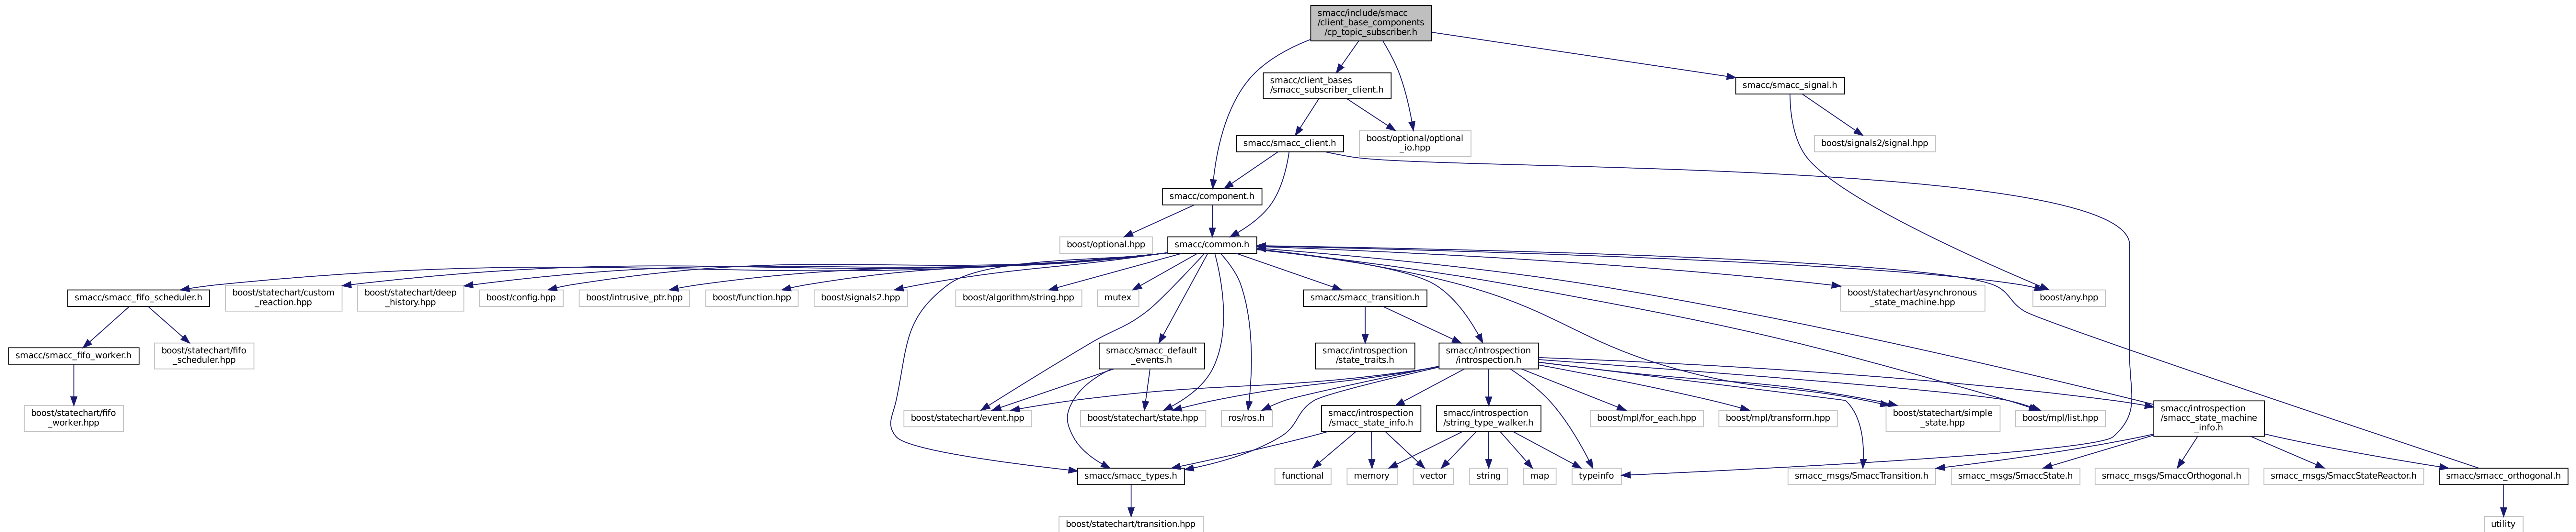 smacc/include/smacc
/client_base_components
/cp_topic_subscriber.h
smacc/client_bases
/smacc_subscriber_client.h
smacc/smacc_signal.h
smacc/smacc_client.h
boost/optional/optional
_io.hpp
boost/signals2/signal.hpp
smacc/component.h
boost/optional.hpp
smacc/common.h
smacc/smacc_fifo_scheduler.h
boost/statechart/custom
_reaction.hpp
boost/statechart/deep
_history.hpp
boost/config.hpp
boost/intrusive_ptr.hpp
boost/function.hpp
boost/signals2.hpp
boost/algorithm/string.hpp
mutex
smacc/smacc_transition.h
boost/statechart/asynchronous
_state_machine.hpp
boost/any.hpp
smacc/smacc_fifo_worker.h
boost/statechart/fifo
_scheduler.hpp
smacc/smacc_default
_events.h
smacc/introspection
/state_traits.h
smacc/introspection
/introspection.h
boost/statechart/fifo
_worker.hpp
boost/statechart/event.hpp
boost/statechart/state.hpp
ros/ros.h
smacc/introspection
/smacc_state_info.h
smacc/introspection
/string_type_walker.h
boost/mpl/for_each.hpp
boost/mpl/transform.hpp
boost/statechart/simple
_state.hpp
boost/mpl/list.hpp
smacc/introspection
/smacc_state_machine
_info.h
smacc/smacc_types.h
functional
memory
vector
string
map
typeinfo
smacc_msgs/SmaccTransition.h
smacc_msgs/SmaccState.h
smacc_msgs/SmaccOrthogonal.h
smacc_msgs/SmaccStateReactor.h
smacc/smacc_orthogonal.h
boost/statechart/transition.hpp
utility